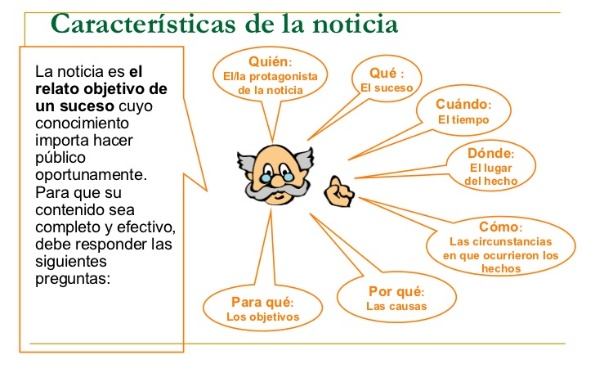 Características de la noticia
La noticia es el
relato objetivo de
un suceso cuyo
conocimiento
importa hacer
público
oportunamente.
Para que su
contenido sea
completo y efectivo,
debe responder las
siguientes
preguntas:
Quién:
El/la protagonista
de la noticia
Qué :
El suceso
Cuándo:
El tiempo
Dónde:
El lugar
del hecho
Cómo:
Las circunstancias
en que ocurrieron los
hechos
Por qué:
Las causas
Para qué:
Los objetivos